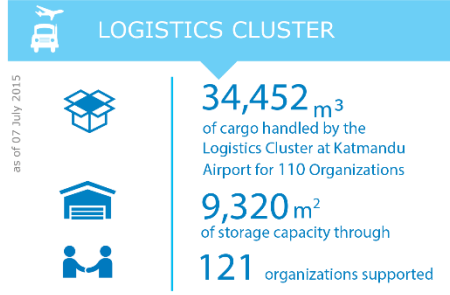 LOGISTICS CLUSTER
as of 07 July 2015
34,452 m³
of cargo handled by the
Logistics Cluster at Katmandu
Airport for 110 Organizations
9,320 m²
of storage capacity through
121 organizations supported